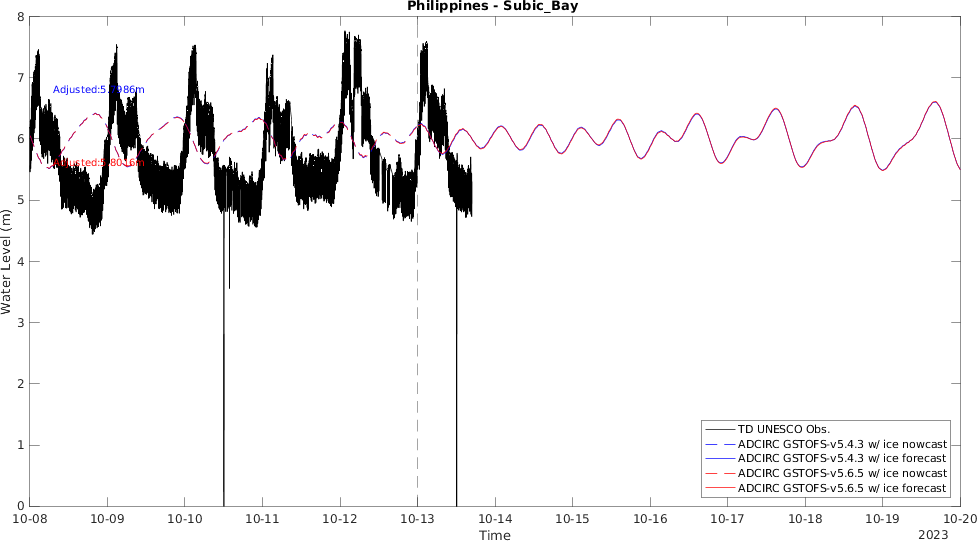 Philippines - Subic_Bay
8
7
6
5
4
3
2
1
0
Water Level (m)
Adjusted:5.7986m
10-08
10-09
10-10
10-11
10-12
10-13
10-14
10-15
10-16
10-17
10-18
10-19
10-20
Time
2023
TD UNESCO Obs.
ADCIRC GSTOFS-v5.4.3 w/ ice nowcast
ADCIRC GSTOFS-v5.4.3 w/ ice forecast
ADCIRC GSTOFS-v5.6.5 w/ ice nowcast
ADCIRC GSTOFS-v5.6.5 w/ ice forecast